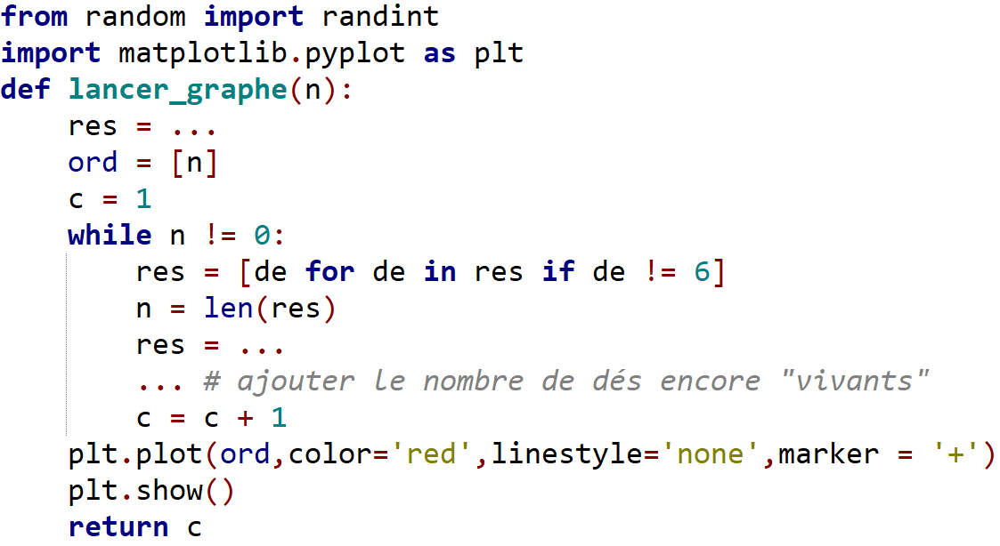 from random import randint
import matplotlib.pyplot as plt
def lancer_graphe(n):
    res = ...
    ord = [n]
    c = 1
    while n != 0:
        res = [de for de in res if de != 6]
        n = len(res)
        res = ...
        ... # ajouter le nombre de dés encore "vivants"
        c = c + 1
    plt.plot(ord,color='red',linestyle='none',marker = '+')
    plt.show()
    return c